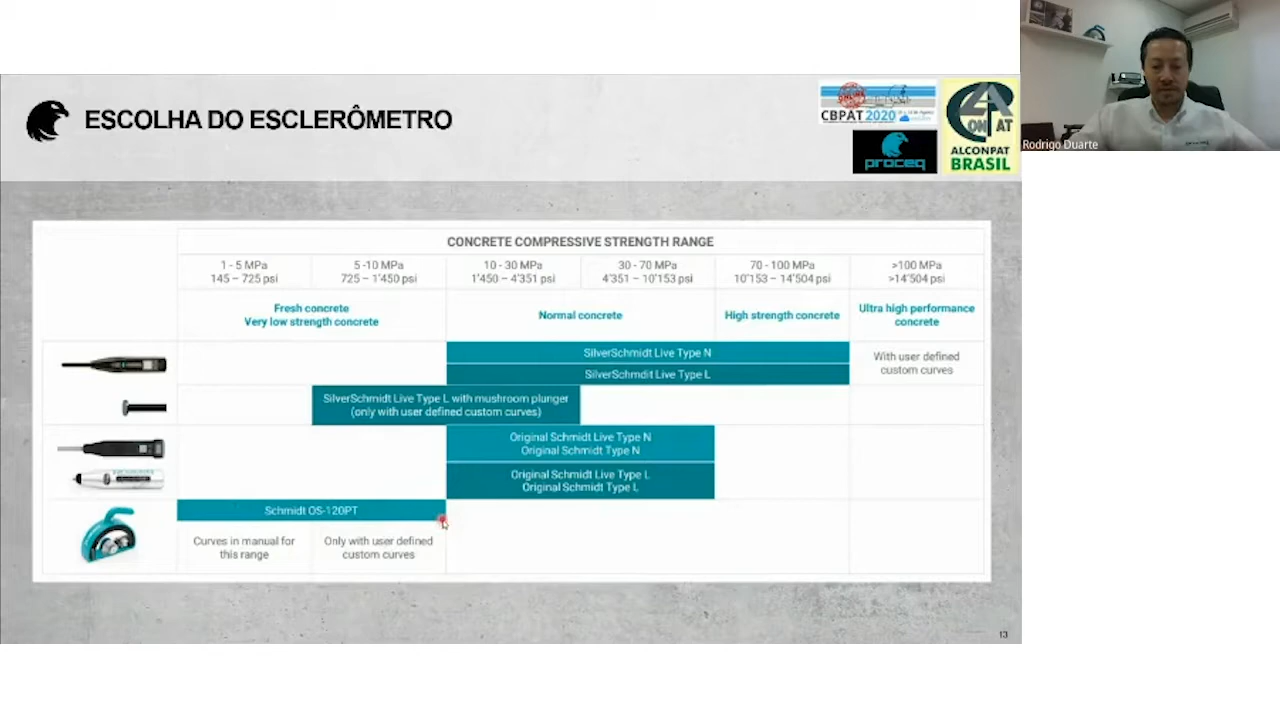 ESCOLHA DO ESCLERÔMETRO
CBPAT 2020
proceq
ALCONPAT
BRASIL
Rodrigo Duarte
CONCRETE COMPRESSIVE STRENGTH RANGE
1 - 5 MPa
145 – 725 psi
5 -10 MPa
725 – 1'450 psi
10 - 30 MPa
1'450 – 4'351 psi
30 - 70 MPa
4'351 – 10'153 psi
70 - 100 MPa
10'153 – 14'504 psi
>100 MPa
>14'504 psi
Fresh concrete
Very low strength concrete
Normal concrete
High strength concrete
Ultra high performance
concrete
SilverSchmidt Live Type N
SilverSchmdit Live Type L
With user defined
custom curves
SilverSchmidt Live Type L with mushroom plunger
(only with user defined custom curves)
Original Schmidt Live Type N
Original Schmidt Type N
Original Schmidt Live Type L
Original Schmidt Type L
Schmidt OS-120PT
Curves in manual for
this range
Only with user defined
custom curves
13